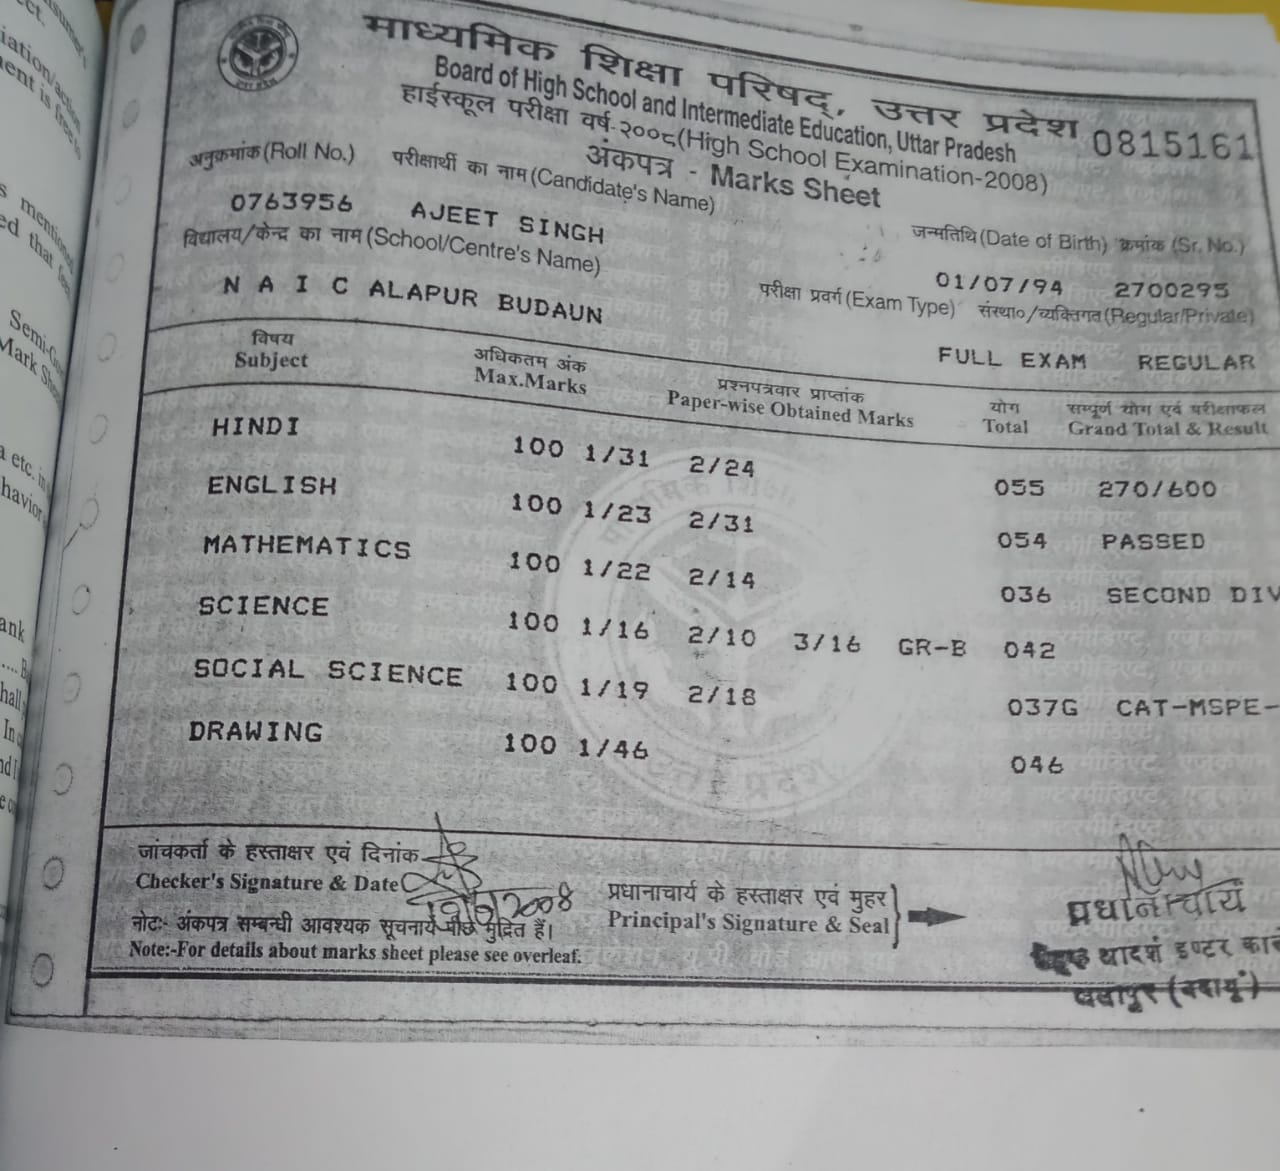 माध्यमिक शिक्षा परिषद्, उत्तर प्रदेश
Board of High School and Intermediate Education, Uttar Pradesh
0815161
हाईस्कूल परीक्षा वर्ष-२००८(High School Examination-2008)
अंकपत्र - Marks Sheet
अनुक्रमांक (Roll No.) परीक्षार्थी का नाम (Candidate's Name)
जन्मतिथि (Date of Birth) क्रमांक (Sr. No.)
0763956 AJEET SINGH
01/07/94 2700295
विद्यालय/केन्द्र का नाम (School/Centre's Name)
परीक्षा प्रवर्ग (Exam Type) संस्था०/व्यक्तिगत (Regular/Private)
N A I C ALAPUR BUDAUN
FULL EXAM REGULAR
विषय अधिकतम अंक प्रश्नपत्रवार प्राप्तांक योग सम्पूर्ण योग एवं परीक्षाफल
Subject Max.Marks Paper-wise Obtained Marks Total Grand Total & Result
HINDI 100 1/31 2/24 055 270/600
ENGLISH 100 1/23 2/31 054 PASSED
MATHEMATICS 100 1/22 2/14 036 SECOND DIV
SCIENCE 100 1/16 2/10 3/16 GR-B 042
SOCIAL SCIENCE 100 1/19 2/18 037G CAT-MSPE-
DRAWING 100 1/46 046
जांचकर्ता के हस्ताक्षर एवं दिनांक
Checker's Signature & Date
2008
प्रधानाचार्य के हस्ताक्षर एवं मुहर
Principal's Signature & Seal
नोट:- अंकपत्र सम्बन्धी आवश्यक सूचनायें पीछे मुद्रित हैं।
Note:-For details about marks sheet please see overleaf.
प्रधानाचार्य
इण्टर
(बदायूं)